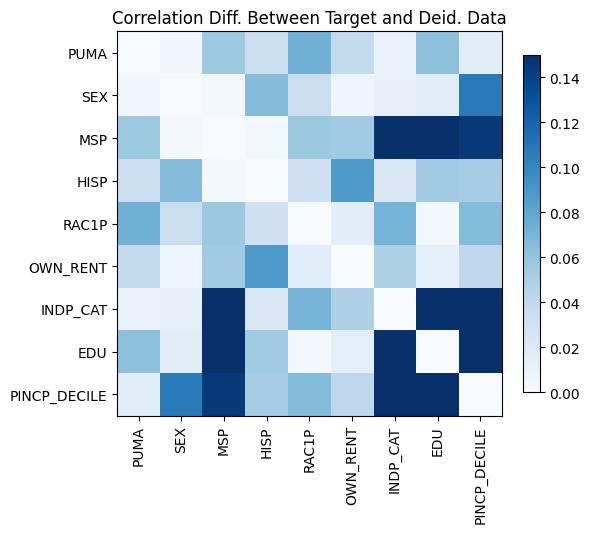 Correlation Diff. Between Target and Deid. Data
PUMA
SEX
MSP
HISP
RAC1P
OWN_RENT
INDP_CAT
EDU
PINCP_DECILE
PUMA
SEX
MSP
HISP
RAC1P
OWN_RENT
INDP_CAT
EDU
PINCP_DECILE
0.14
0.12
0.10
0.08
0.06
0.04
0.02
0.00